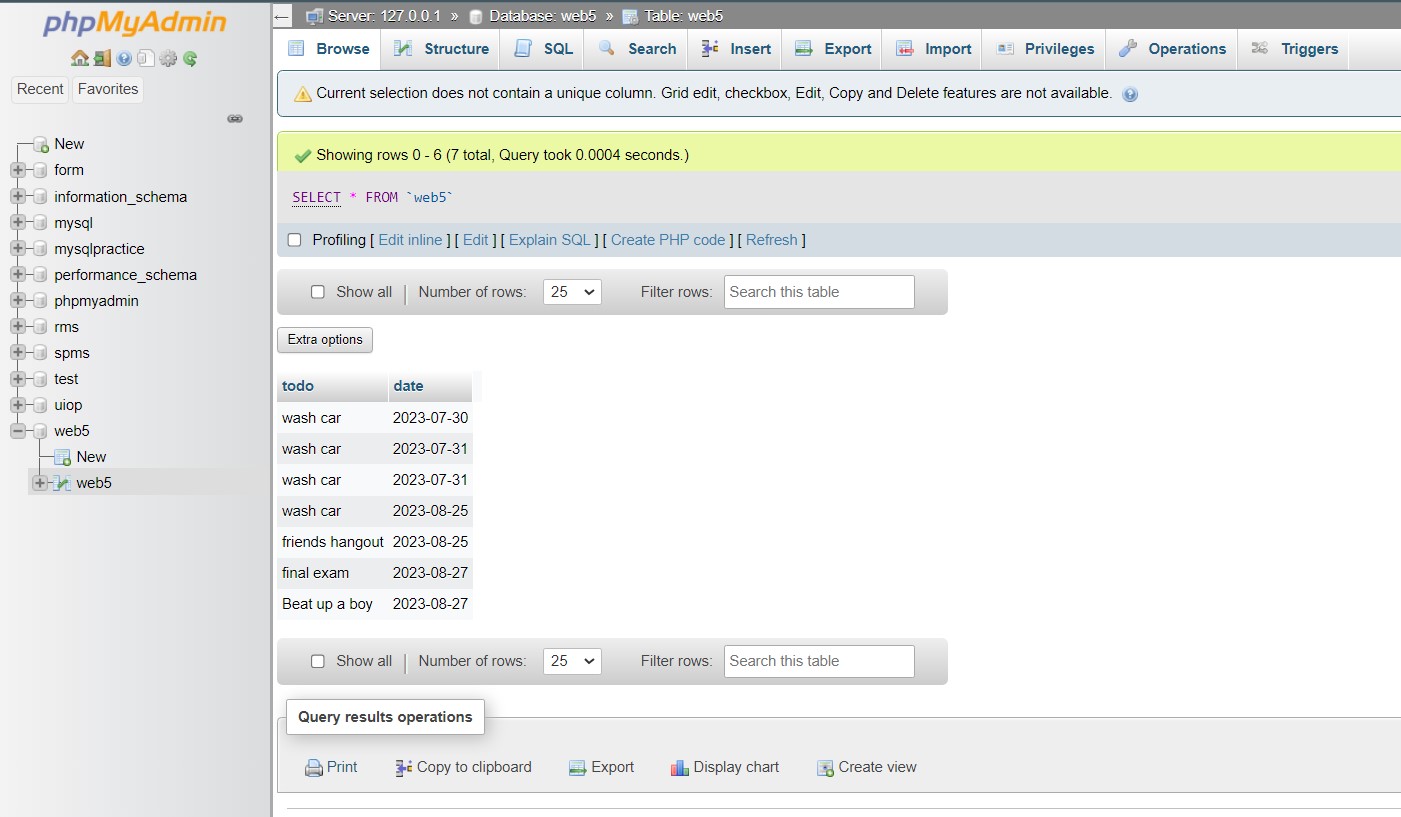 phpMyAdmin
Recent Favorites
New
form
information_schema
mysql
mysqlpractice
performance_schema
phpmyadmin
rms
spms
test
uiop
web5
New
web5
Server: 127.0.0.1 » Database: web5 » Table: web5
Browse Structure SQL Search Insert Export Import Privileges Operations Triggers
Current selection does not contain a unique column. Grid edit, checkbox, Edit, Copy and Delete features are not available.
Showing rows 0 - 6 (7 total, Query took 0.0004 seconds.)
SELECT * FROM `web5`
Profiling [ Edit inline ] [ Edit ] [ Explain SQL ] [ Create PHP code ] [ Refresh ]
Show all | Number of rows: 25 Filter rows: Search this table
Extra options
todo date
wash car 2023-07-30
wash car 2023-07-31
wash car 2023-07-31
wash car 2023-08-25
friends hangout 2023-08-25
final exam 2023-08-27
Beat up a boy 2023-08-27
Show all | Number of rows: 25 Filter rows: Search this table
Query results operations
Print Copy to clipboard Export Display chart Create view